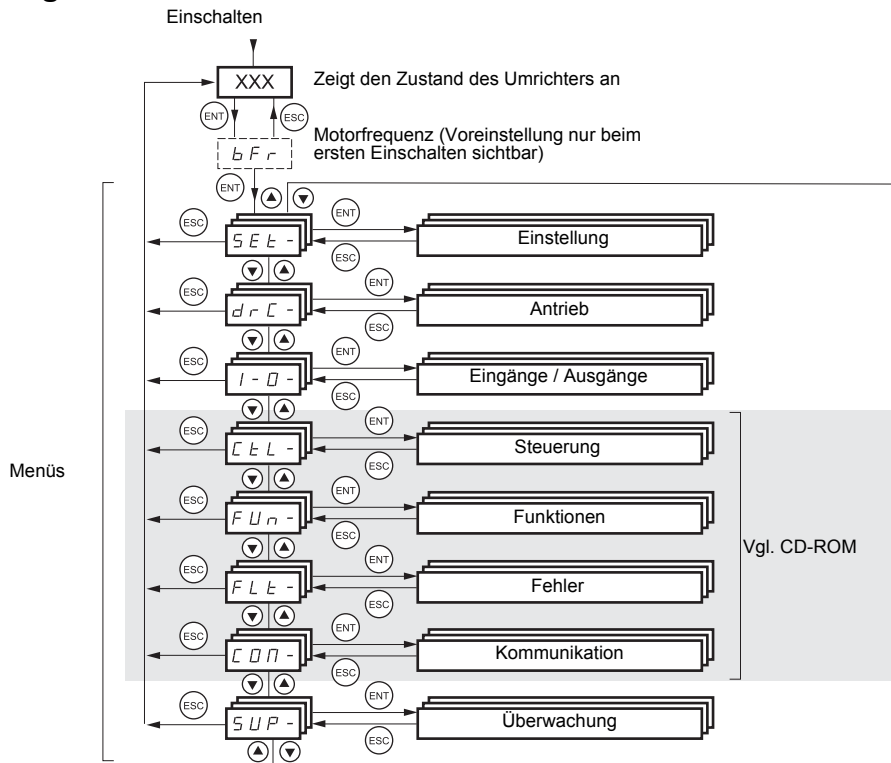 Einschalten
XXX
Zeigt den Zustand des Umrichters an
ENT
ESC
Motorfrequenz (Voreinstellung nur beim
ersten Einschalten sichtbar)
bFr
ENT
ESC
SEt-
ENT
ESC
Einstellung
ESC
drC-
ENT
ESC
Antrieb
ESC
I-O-
ENT
ESC
Eingänge / Ausgänge
ESC
CtL-
ENT
ESC
Steuerung
Menüs
ESC
FUn-
ENT
ESC
Funktionen
Vgl. CD-ROM
ESC
FLt-
ENT
ESC
Fehler
ESC
COM-
ENT
ESC
Kommunikation
ESC
SUP-
ENT
ESC
Überwachung